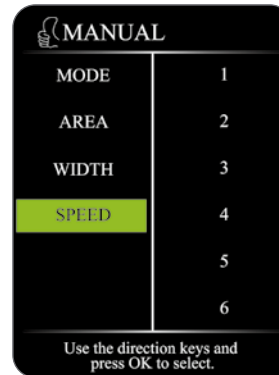 MANUAL
MODE 1
AREA 2
WIDTH 3
SPEED 4
5
6
Use the direction keys and
press OK to select.